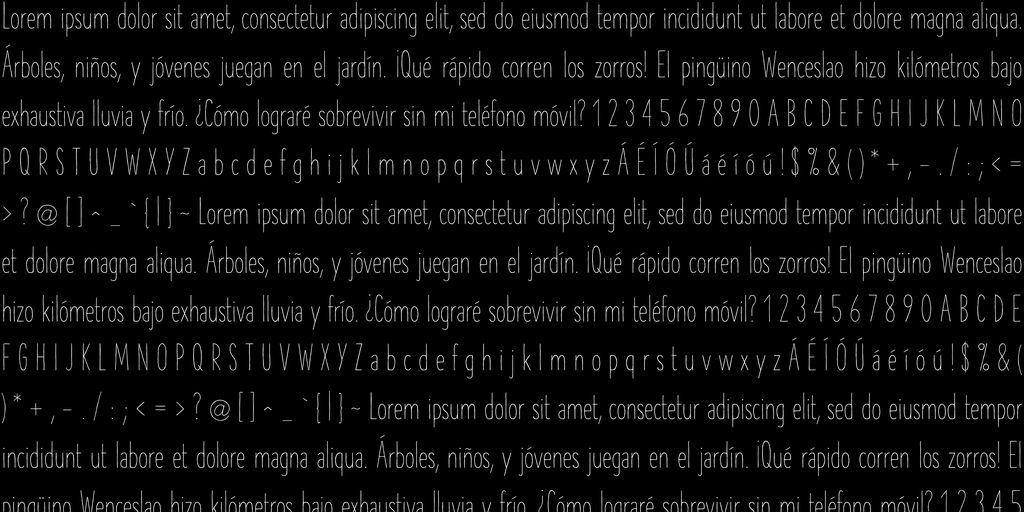 Lorem ipsum dolor sit amet, consectetur adipiscing elit, sed do eiusmod tempor incididunt ut labore et dolore magna aliqua.
Árboles, niños, y jóvenes juegan en el jardín. ¡Qué rápido corren los zorros! El pingüino Wenceslao hizo kilómetros bajo
exhaustiva lluvia y frío. ¿Cómo lograré sobrevivir sin mi teléfono móvil? 1 2 3 4 5 6 7 8 9 0 A B C D E F G H I J K L M N O
P Q R S T U V W X Y Z a b c d e f g h i j k l m n o p q r s t u v w x y z Á É Í Ó Ú á é í ó ú ! $ % & ( ) * + , - . / : ; < =
> ? @ [ ] ^ _ ` { | } ~ Lorem ipsum dolor sit amet, consectetur adipiscing elit, sed do eiusmod tempor incididunt ut labore
et dolore magna aliqua. Árboles, niños, y jóvenes juegan en el jardín. ¡Qué rápido corren los zorros! El pingüino Wenceslao
hizo kilómetros bajo exhaustiva lluvia y frío. ¿Cómo lograré sobrevivir sin mi teléfono móvil? 1 2 3 4 5 6 7 8 9 0 A B C D E
F G H I J K L M N O P Q R S T U V W X Y Z a b c d e f g h i j k l m n o p q r s t u v w x y z Á É Í Ó Ú á é í ó ú ! $ % & (
) * + , - . / : ; < = > ? @ [ ] ^ _ ` { | } ~ Lorem ipsum dolor sit amet, consectetur adipiscing elit, sed do eiusmod tempor
incididunt ut labore et dolore magna aliqua. Árboles, niños, y jóvenes juegan en el jardín. ¡Qué rápido corren los zorros! El
pingüino Wenceslao hizo kilómetros bajo exhaustiva lluvia y frío. ¿Cómo lograré sobrevivir sin mi teléfono móvil? 1 2 3 4 5